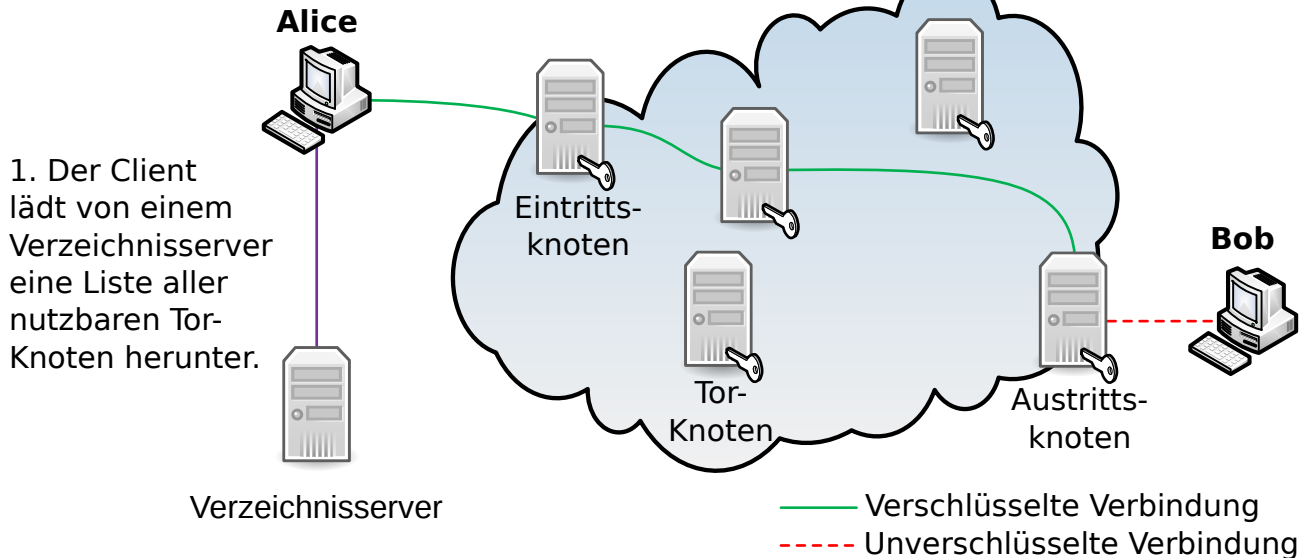 Alice
1. Der Client
lädt von einem
Verzeichnisserver
eine Liste aller
nutzbaren Tor-
Knoten herunter.
Eintritts-
knoten
Bob
Tor-
Knoten
Austritts-
knoten
Verzeichnisserver
Verschlüsselte Verbindung
Unverschlüsselte Verbindung